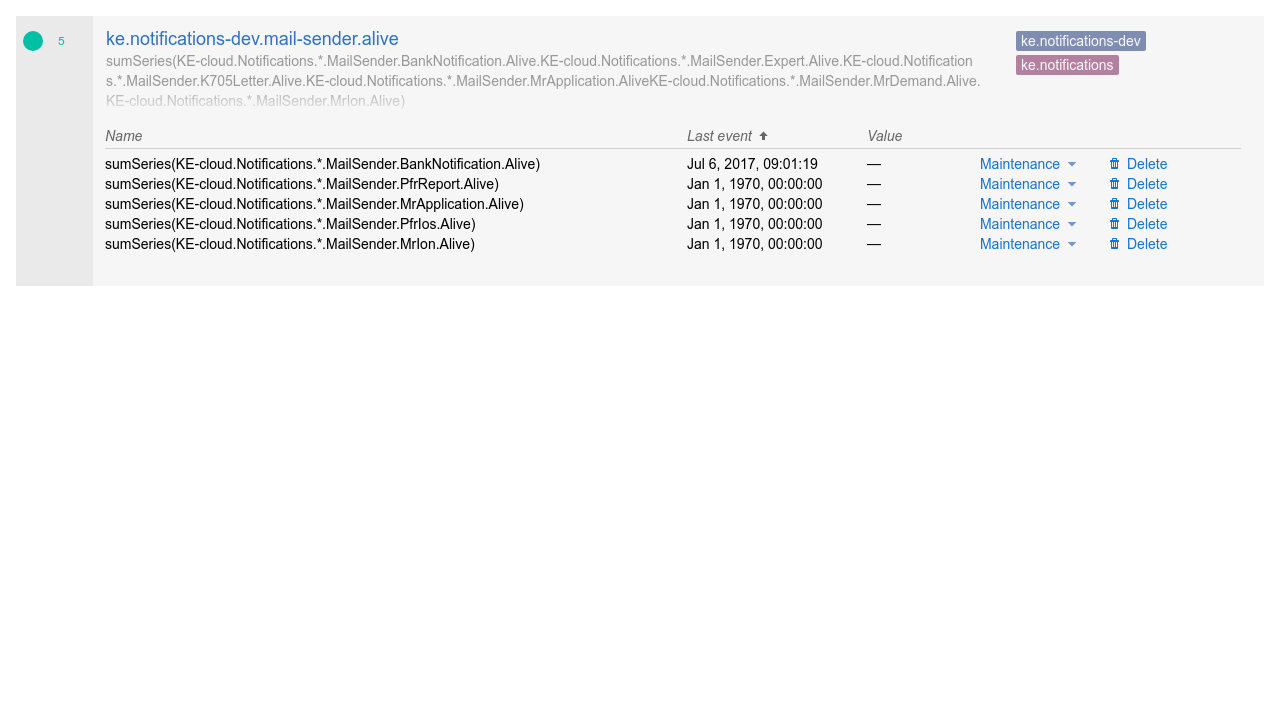 5
ke.notifications-dev.mail-sender.alive
sumSeries(KE-cloud.Notifications.*.MailSender.BankNotification.Alive.KE-cloud.Notifications.*.MailSender.Expert.Alive.KE-cloud.Notification
s.*.MailSender.K705Letter.Alive.KE-cloud.Notifications.*.MailSender.MrApplication.AliveKE-cloud.Notifications.*.MailSender.MrDemand.Alive.
KE-cloud.Notifications.*.MailSender.MrIon.Alive)
ke.notifications-dev
ke.notifications
Name Last event Value
sumSeries(KE-cloud.Notifications.*.MailSender.BankNotification.Alive) Jul 6, 2017, 09:01:19 — Maintenance Delete
sumSeries(KE-cloud.Notifications.*.MailSender.PfrReport.Alive) Jan 1, 1970, 00:00:00 — Maintenance Delete
sumSeries(KE-cloud.Notifications.*.MailSender.MrApplication.Alive) Jan 1, 1970, 00:00:00 — Maintenance Delete
sumSeries(KE-cloud.Notifications.*.MailSender.PfrIos.Alive) Jan 1, 1970, 00:00:00 — Maintenance Delete
sumSeries(KE-cloud.Notifications.*.MailSender.MrIon.Alive) Jan 1, 1970, 00:00:00 — Maintenance Delete